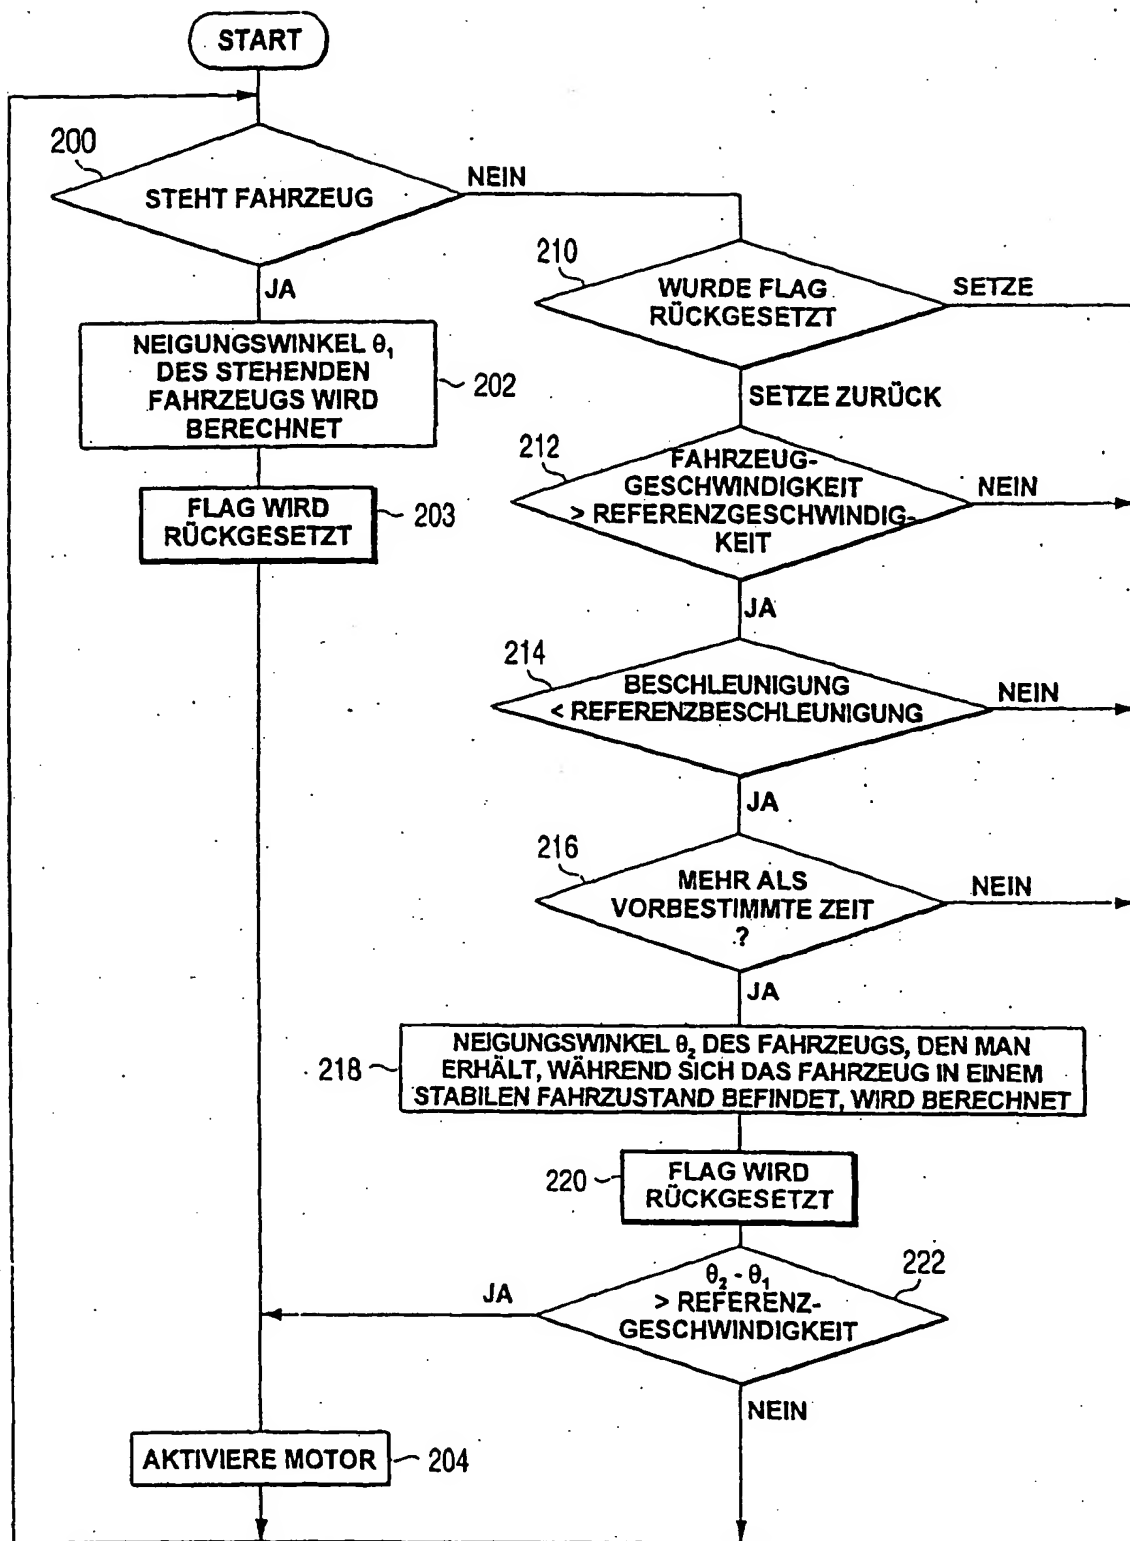 START
200
STEHT FAHRZEUG
NEIN
JA
NEIGUNGSWINKEL θ₁
DES STEHENDEN
FAHRZEUGS WIRD
BERECHNET
202
FLAG WIRD
RÜCKGESETZT
203
210
WURDE FLAG
RÜCKGESETZT
SETZE
SETZE ZURÜCK
212
FAHRZEUG-
GESCHWINDIGKEIT
> REFERENZGESCHWINDIG-
KEIT
NEIN
JA
214
BESCHLEUNIGUNG
< REFERENZBESCHLEUNIGUNG
NEIN
JA
216
MEHR ALS
VORBESTIMMTE ZEIT
?
NEIN
JA
218
NEIGUNGSWINKEL θ₂ DES FAHRZEUGS, DEN MAN
ERHÄLT, WÄHREND SICH DAS FAHRZEUG IN EINEM
STABILEN FAHRZUSTAND BEFINDET, WIRD BERECHNET
220
FLAG WIRD
RÜCKGESETZT
222
θ₂ - θ₁
> REFERENZ-
GESCHWINDIGKEIT
JA
NEIN
AKTIVIERE MOTOR
204